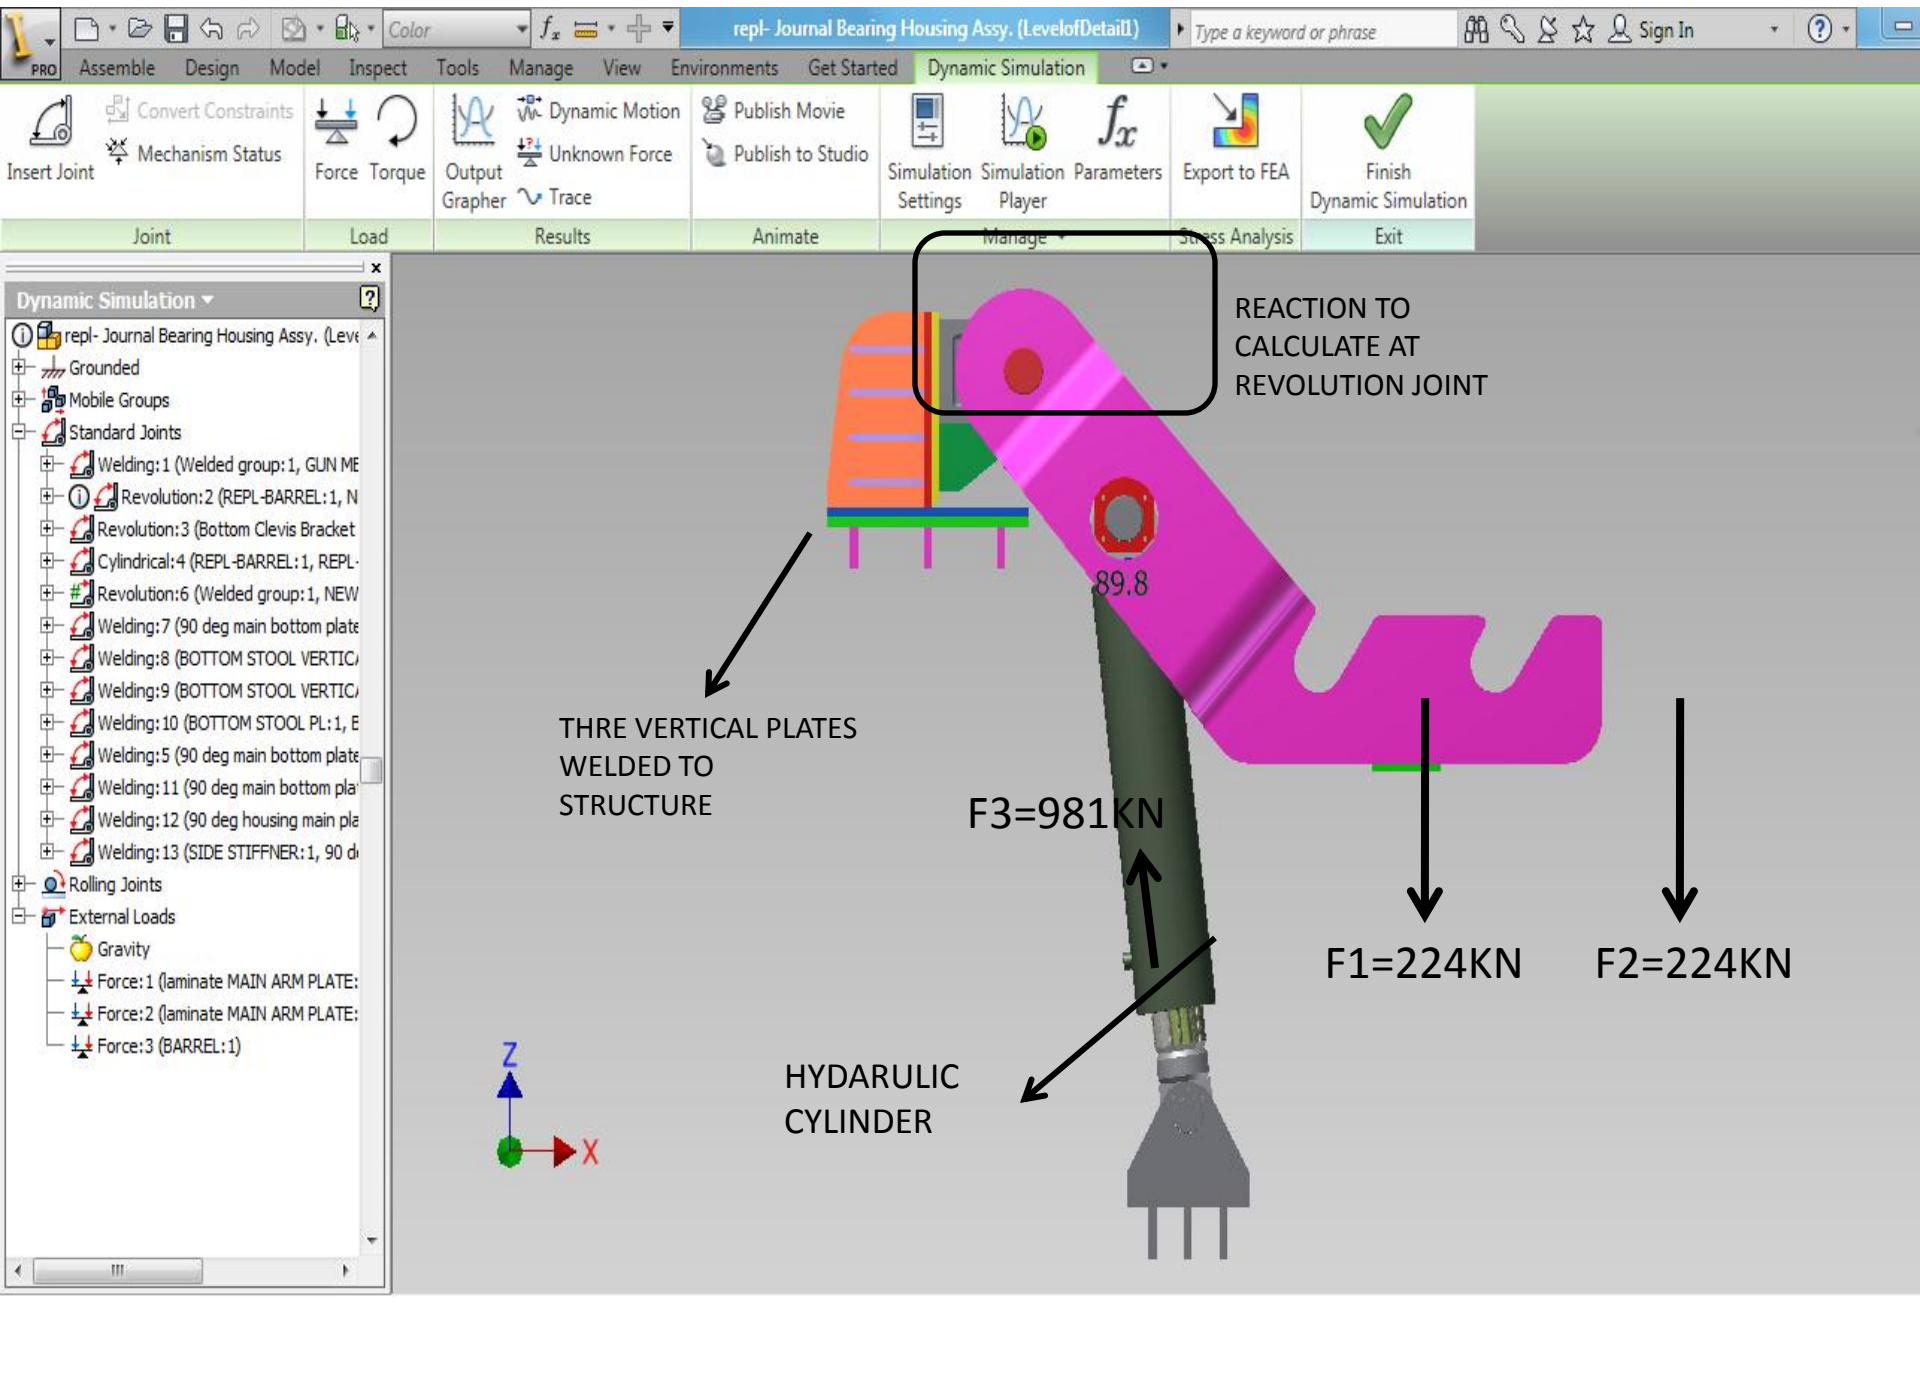 Color
repl- Journal Bearing Housing Assy. (LevelofDetail1)
Type a keyword or phrase
Sign In
PRO
Assemble Design Model Inspect Tools Manage View Environments Get Started Dynamic Simulation
Insert Joint
Convert Constraints
Mechanism Status
Joint
Force Torque
Load
Output Grapher
Dynamic Motion
Unknown Force
Trace
Results
Publish Movie
Publish to Studio
Animate
Simulation Settings
Simulation Player
fx
Parameters
Manage
Export to FEA
Stress Analysis
Finish
Dynamic Simulation
Exit
Dynamic Simulation
repl- Journal Bearing Housing Assy. (Leve
Grounded
Mobile Groups
Standard Joints
Welding:1 (Welded group:1, GUN ME
Revolution:2 (REPL-BARREL:1, N
Revolution:3 (Bottom Clevis Bracket
Cylindrical:4 (REPL-BARREL:1, REPL-
Revolution:6 (Welded group:1, NEW
Welding:7 (90 deg main bottom plate
Welding:8 (BOTTOM STOOL VERTICA
Welding:9 (BOTTOM STOOL VERTICA
Welding:10 (BOTTOM STOOL PL:1, B
Welding:5 (90 deg main bottom plate
Welding:11 (90 deg main bottom plat
Welding:12 (90 deg housing main pla
Welding:13 (SIDE STIFFNER:1, 90 de
Rolling Joints
External Loads
Gravity
Force:1 (laminate MAIN ARM PLATE:
Force:2 (laminate MAIN ARM PLATE:
Force:3 (BARREL:1)
REACTION TO
CALCULATE AT
REVOLUTION JOINT
89.8
THRE VERTICAL PLATES
WELDED TO
STRUCTURE
F3=981KN
F1=224KN
F2=224KN
HYDARULIC
CYLINDER
Z
X